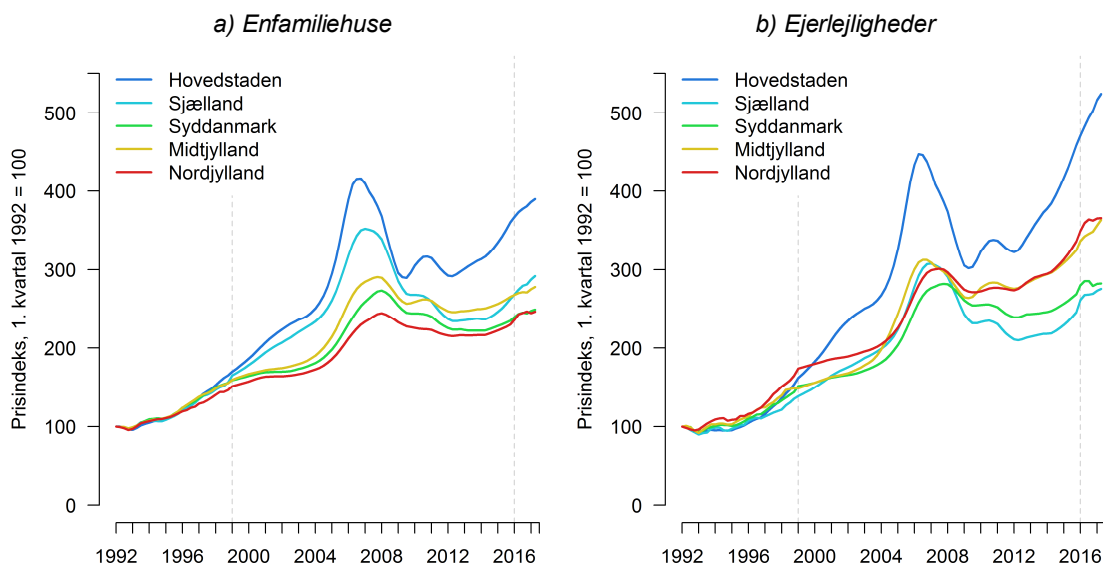 a) Enfamiliehuse
Prisindeks, 1. kvartal 1992 = 100
500
400
300
200
100
0
Hovedstaden
Sjælland
Syddanmark
Midtjylland
Nordjylland
1992 1996 2000 2004 2008 2012 2016
b) Ejerlejligheder
Prisindeks, 1. kvartal 1992 = 100
500
400
300
200
100
0
Hovedstaden
Sjælland
Syddanmark
Midtjylland
Nordjylland
1992 1996 2000 2004 2008 2012 2016